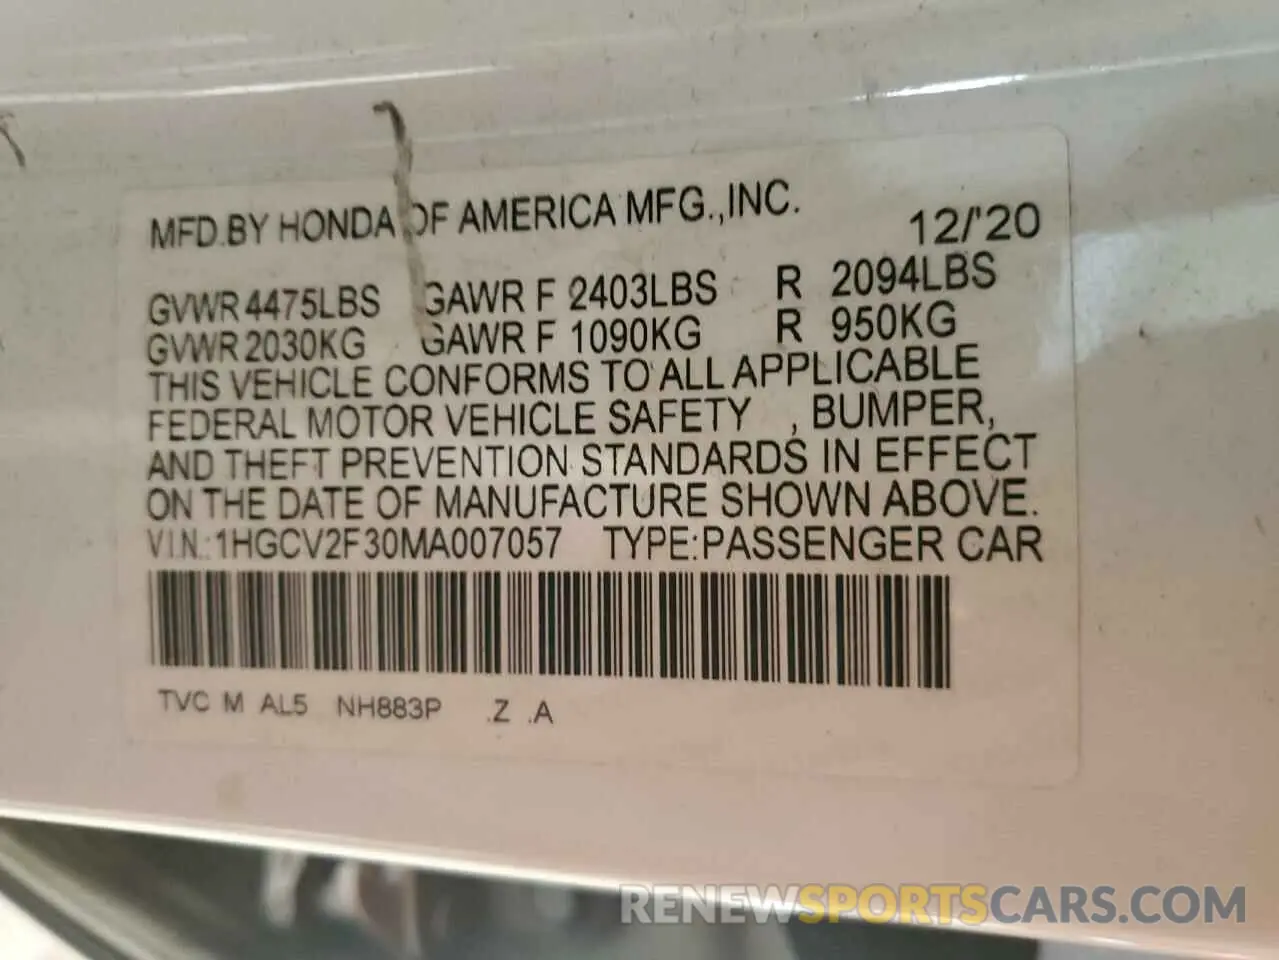 MFD.BY HONDA OF AMERICA MFG.,INC.
12/'20
GVWR 4475LBS GAWR F 2403LBS R 2094LBS
GVWR 2030KG GAWR F 1090KG R 950KG
THIS VEHICLE CONFORMS TO ALL APPLICABLE
FEDERAL MOTOR VEHICLE SAFETY , BUMPER,
AND THEFT PREVENTION STANDARDS IN EFFECT
ON THE DATE OF MANUFACTURE SHOWN ABOVE.
VIN: 1HGCV2F30MA007057 TYPE:PASSENGER CAR
TVC M AL5 NH883P .Z .A
RENEWSPORTSCARS.COM